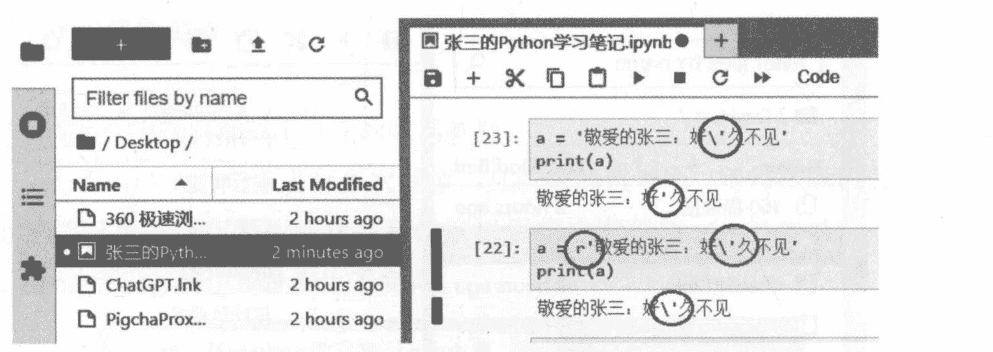 张三的Python学习笔记.ipynb
Code
Filter files by name
/ Desktop /
Name Last Modified
360 极速浏... 2 hours ago
张三的Pyth... 2 minutes ago
ChatGPT.lnk 2 hours ago
PigchaProx... 2 hours ago
[23]: a = '敬爱的张三：好\'久不见'
print(a)
敬爱的张三：好'久不见
[22]: a = r'敬爱的张三：好\'久不见'
print(a)
敬爱的张三：好\'久不见